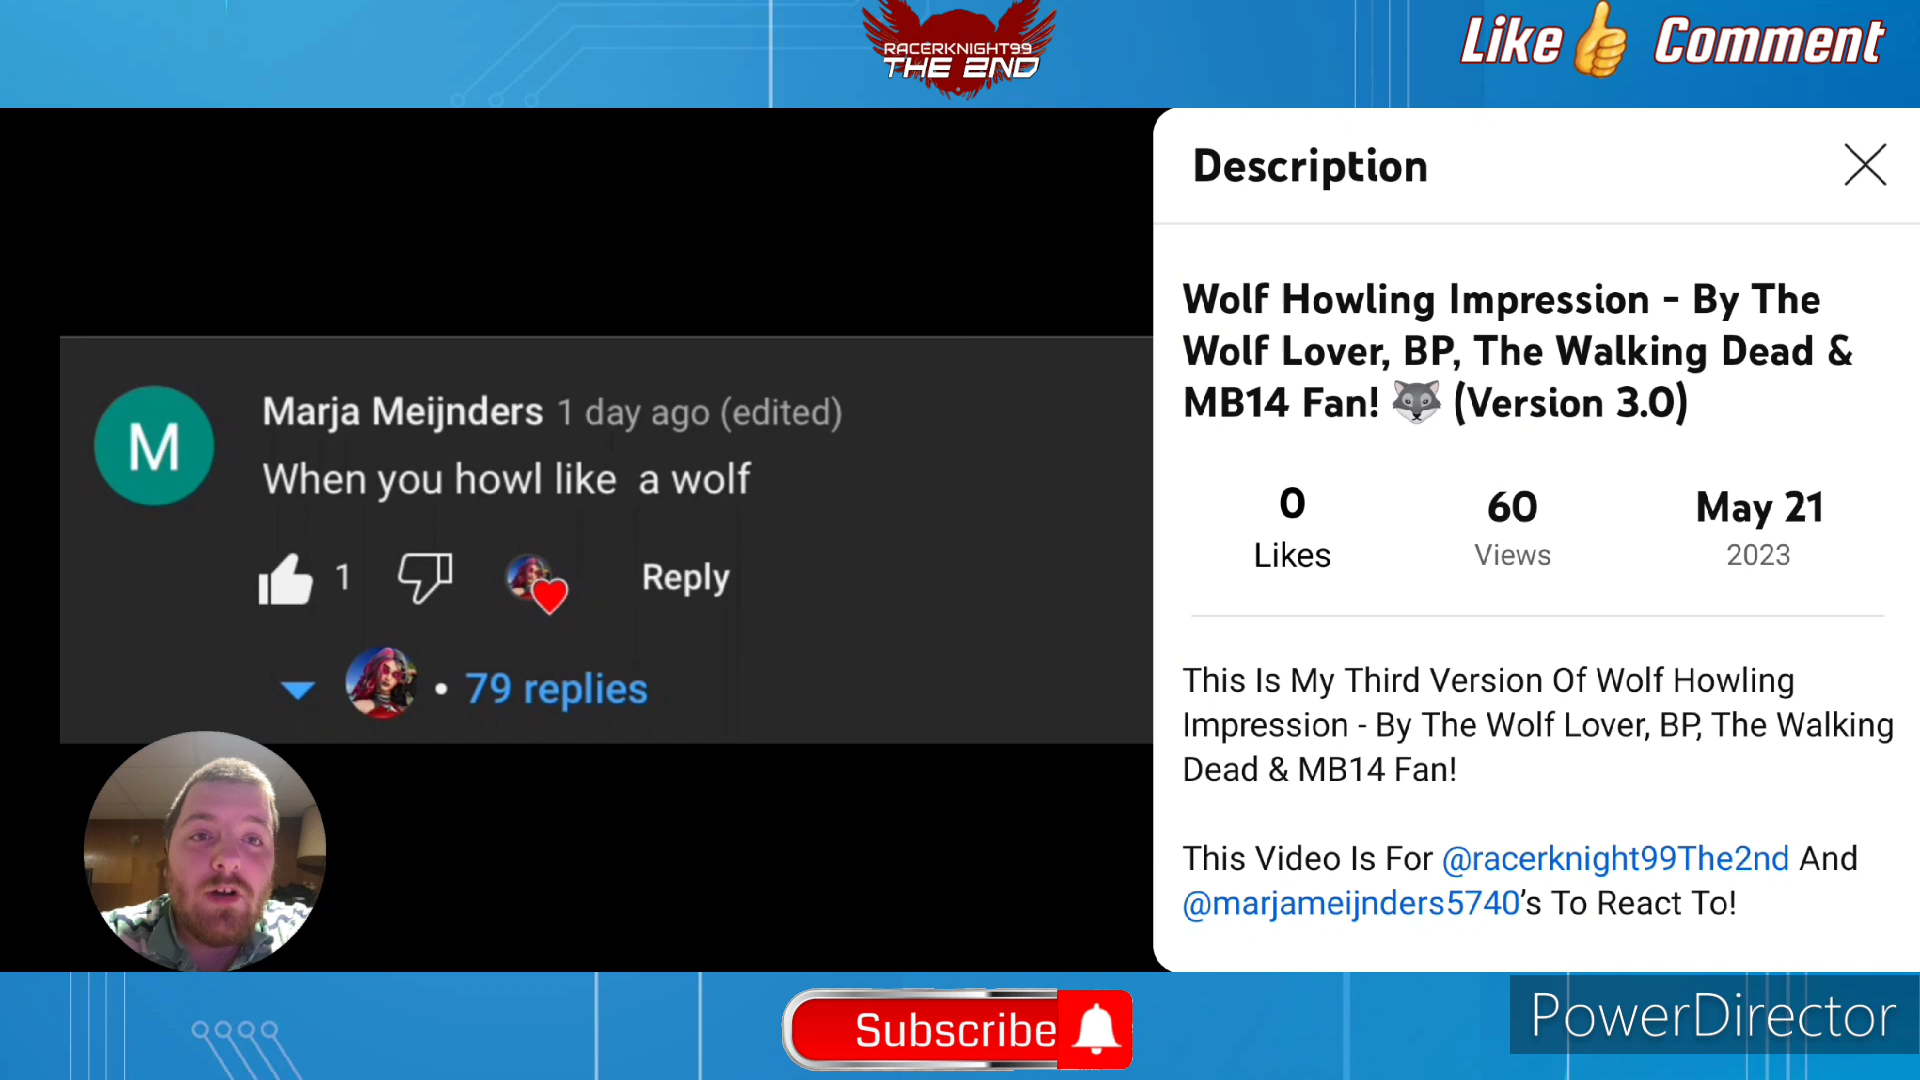 RACERKNIGHT99
THE 2ND
Like Comment
Description
Wolf Howling Impression - By The
Wolf Lover, BP, The Walking Dead &
MB14 Fan! 🐺 (Version 3.0)
0
Likes
60
Views
May 21
2023
This Is My Third Version Of Wolf Howling
Impression - By The Wolf Lover, BP, The Walking
Dead & MB14 Fan!
This Video Is For @racerknight99The2nd And
@marjameijnders5740's To React To!
M
Marja Meijnders 1 day ago (edited)
When you howl like a wolf
1
Reply
• 79 replies
Subscribe
PowerDirector